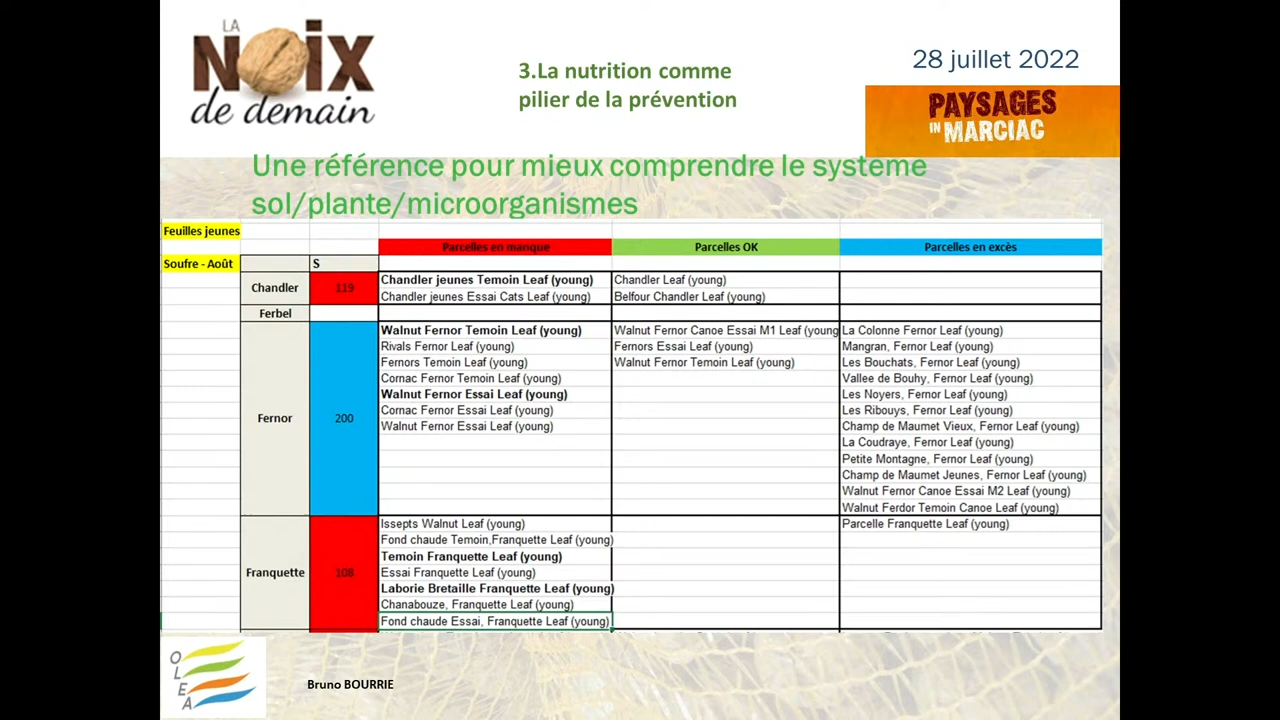 LA
NOIX
de demain
3.La nutrition comme
pilier de la prévention
28 juillet 2022
PAYSAGES
IN MARCIAC
Une référence pour mieux comprendre le systeme
sol/plante/microorganismes
Feuilles jeunes
Parcelles en manque Parcelles OK Parcelles en excès
Soufre - Août S
Chandler 119
Chandler jeunes Temoin Leaf (young) Chandler Leaf (young)
Chandler jeunes Essai Cats Leaf (young) Belfour Chandler Leaf (young)
Ferbel
Fernor 200
Walnut Fernor Temoin Leaf (young) Walnut Fernor Canoe Essai M1 Leaf (young La Colonne Fernor Leaf (young)
Rivals Fernor Leaf (young) Fernors Essai Leaf (young) Mangran, Fernor Leaf (young)
Fernors Temoin Leaf (young) Walnut Fernor Temoin Leaf (young) Les Bouchats, Fernor Leaf (young)
Cornac Fernor Temoin Leaf (young) Vallee de Bouhy, Fernor Leaf (young)
Walnut Fernor Essai Leaf (young) Les Noyers, Fernor Leaf (young)
Cornac Fernor Essai Leaf (young) Les Ribouys, Fernor Leaf (young)
Walnut Fernor Essai Leaf (young) Champ de Maumet Vieux, Fernor Leaf (young)
La Coudraye, Fernor Leaf (young)
Petite Montagne, Fernor Leaf (young)
Champ de Maumet Jeunes, Fernor Leaf (young)
Walnut Fernor Canoe Essai M2 Leaf (young)
Walnut Ferdor Temoin Canoe Leaf (young)
Franquette 108
Issepts Walnut Leaf (young) Parcelle Franquette Leaf (young)
Fond chaude Temoin,Franquette Leaf (young)
Temoin Franquette Leaf (young)
Essai Franquette Leaf (young)
Laborie Bretaille Franquette Leaf (young)
Chanabouze, Franquette Leaf (young)
Fond chaude Essai, Franquette Leaf (young)
OLEA
Bruno BOURRIE